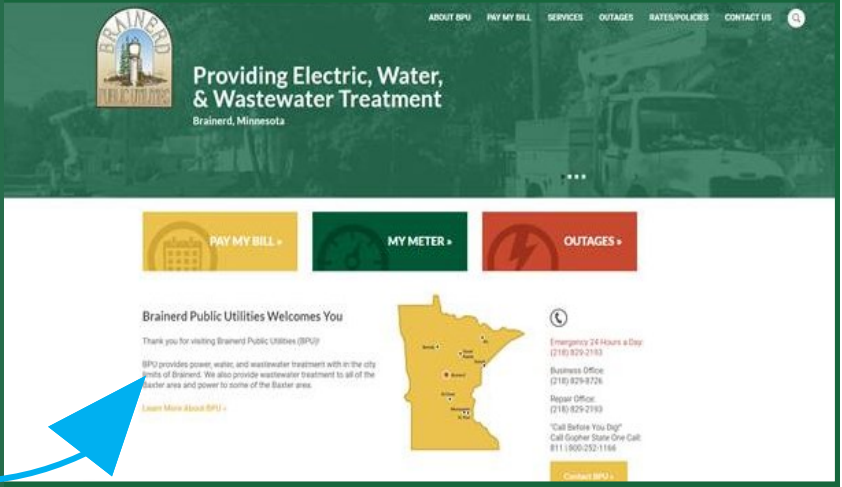 BRAINERD
PUBLIC UTILITIES
ABOUT BPU PAY MY BILL SERVICES OUTAGES RATES/POLICIES CONTACT US
Providing Electric, Water,
& Wastewater Treatment
Brainerd, Minnesota
PAY MY BILL »
MY METER »
OUTAGES »
Brainerd Public Utilities Welcomes You
Thank you for visiting Brainerd Public Utilities (BPU)!
BPU provides power, water, and wastewater treatment with in the city
limits of Brainerd. We also provide wastewater treatment to all of the
Baxter area and power to some of the Baxter area.
Learn More About BPU »
Brainerd
Emergency 24 Hours a Day:
(218) 829-2193
Business Office:
(218) 829-8726
Repair Office:
(218) 829-2193
"Call Before You Dig!"
Call Gopher State One Call:
811 | 800-252-1166
Contact BPU »